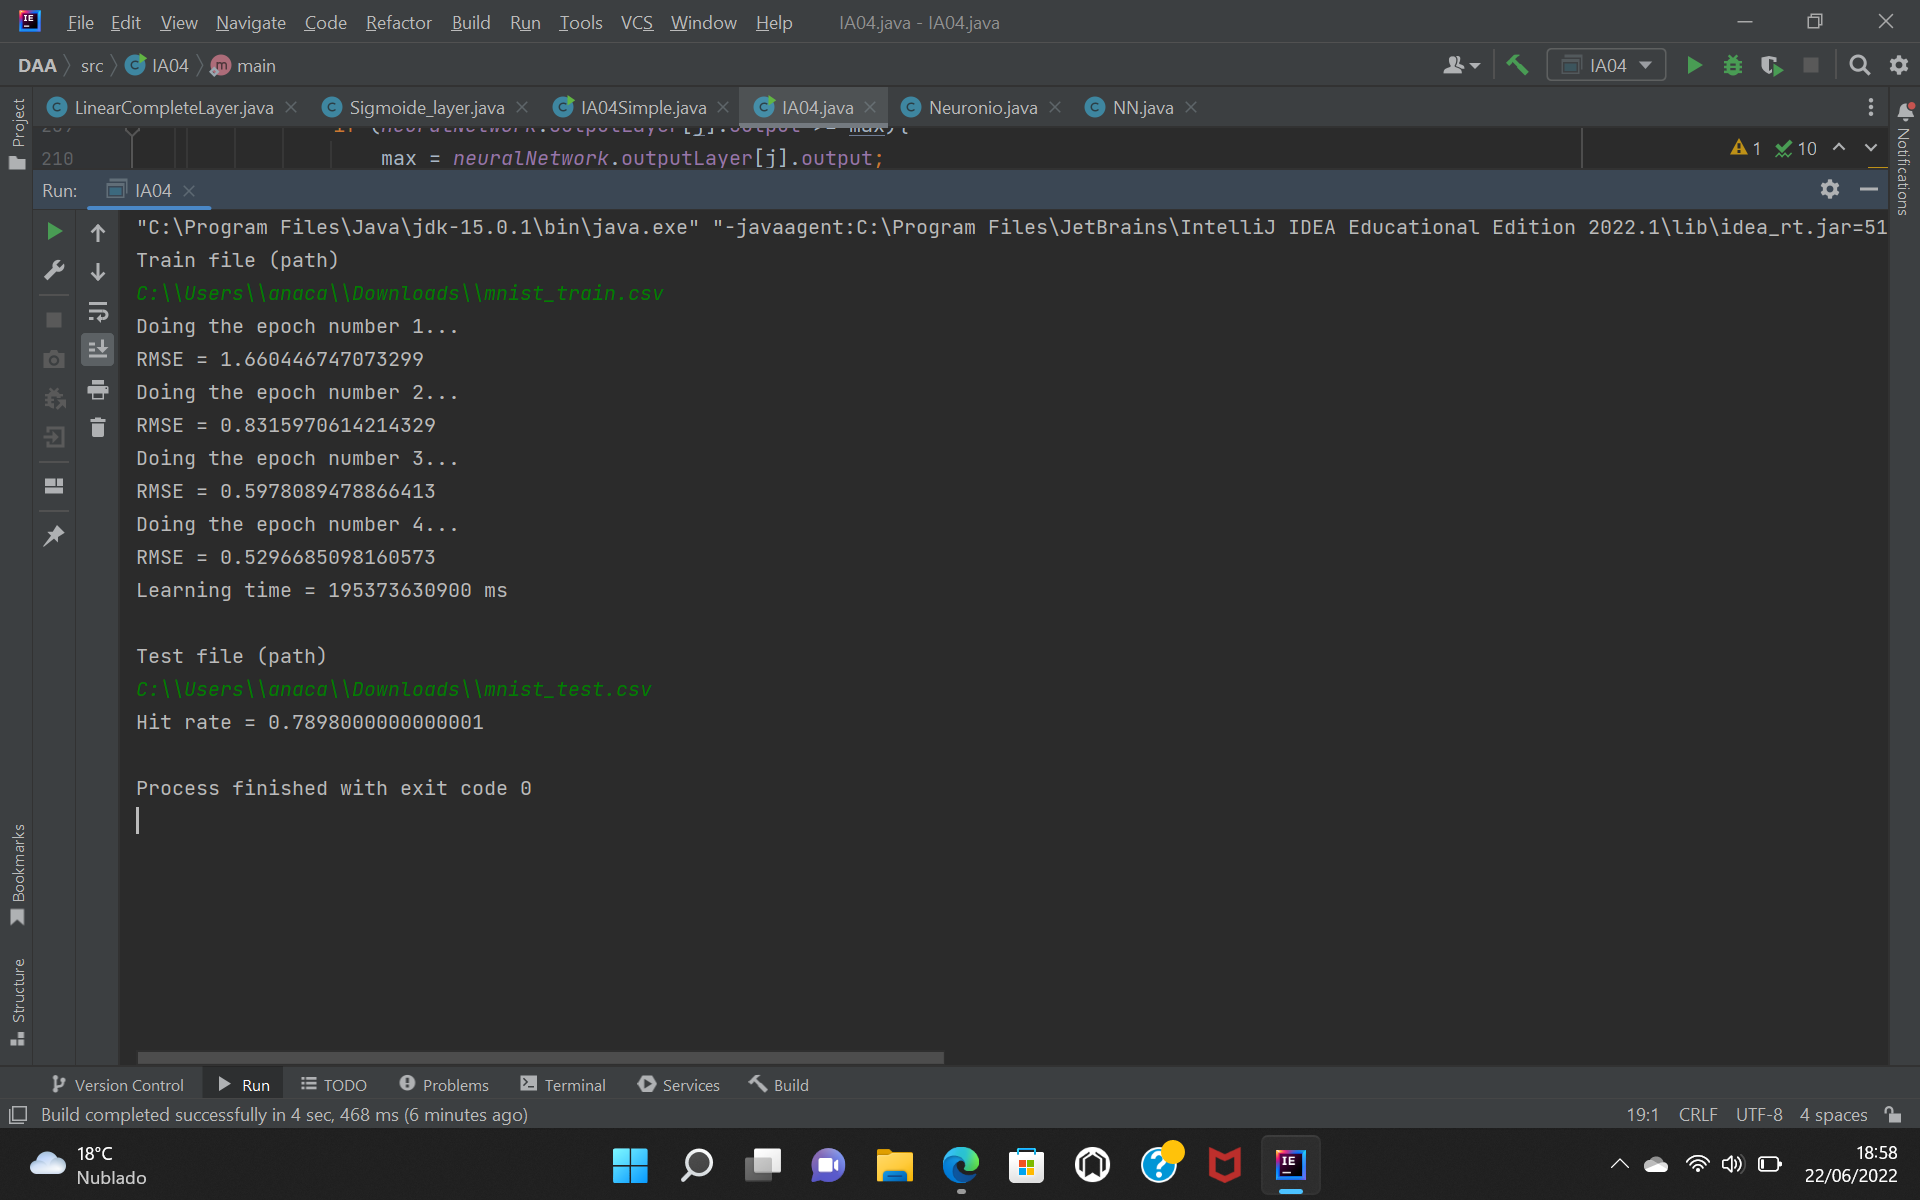 File Edit View Navigate Code Refactor Build Run Tools VCS Window Help IA04.java - IA04.java
DAA src IA04 main IA04
LinearCompleteLayer.java Sigmoide_layer.java IA04Simple.java IA04.java Neuronio.java NN.java
if (neuralNetwork.outputLayer[j].output >= max){
210 max = neuralNetwork.outputLayer[j].output; 1 10
Run: IA04
"C:\Program Files\Java\jdk-15.0.1\bin\java.exe" "-javaagent:C:\Program Files\JetBrains\IntelliJ IDEA Educational Edition 2022.1\lib\idea_rt.jar=51
Train file (path)
C:\\Users\\anaca\\Downloads\\mnist_train.csv
Doing the epoch number 1...
RMSE = 1.660446747073299
Doing the epoch number 2...
RMSE = 0.8315970614214329
Doing the epoch number 3...
RMSE = 0.5978089478866413
Doing the epoch number 4...
RMSE = 0.5296685098160573
Learning time = 195373630900 ms
Test file (path)
C:\\Users\\anaca\\Downloads\\mnist_test.csv
Hit rate = 0.7898000000000001
Process finished with exit code 0
Project
Bookmarks
Structure
Notifications
Version Control Run TODO Problems Terminal Services Build
Build completed successfully in 4 sec, 468 ms (6 minutes ago) 19:1 CRLF UTF-8 4 spaces
18°C
Nublado
IE
18:58
22/06/2022